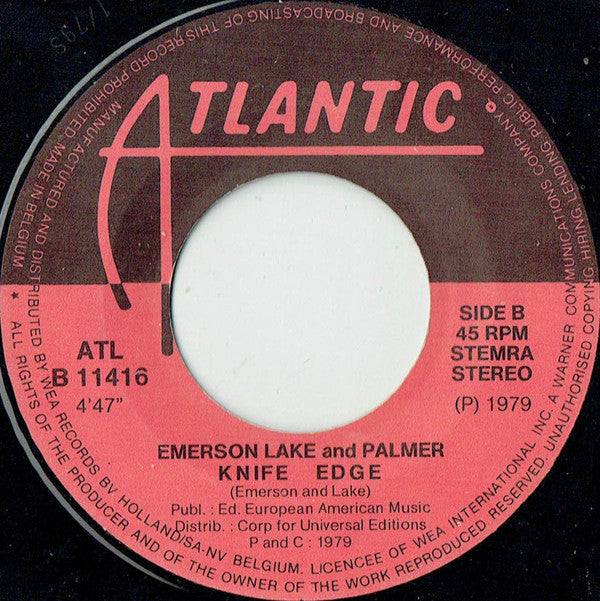 ATLANTIC
ATL
B 11416
4'47"
SIDE B
45 RPM
STEMRA
STEREO
(P) 1979
EMERSON LAKE and PALMER
KNIFE EDGE
(Emerson and Lake)
Publ. : Ed. European American Music
Distrib. : Corp for Universal Editions
P and C : 1979
MANUFACTURED AND DISTRIBUTED BY WEA RECORDS BV HOLLAND/SA-NV BELGIUM. LICENCEE OF WEA INTERNATIONAL INC. A WARNER COMMUNICATIONS COMPANY
★ ALL RIGHTS OF THE PRODUCER AND OF THE OWNER OF THE WORK REPRODUCED RESERVED. UNAUTHORISED COPYING HIRING, LENDING, PUBLIC PERFORMANCE AND BROADCASTING OF THIS RECORD PROHIBITED. MADE IN BELGIUM